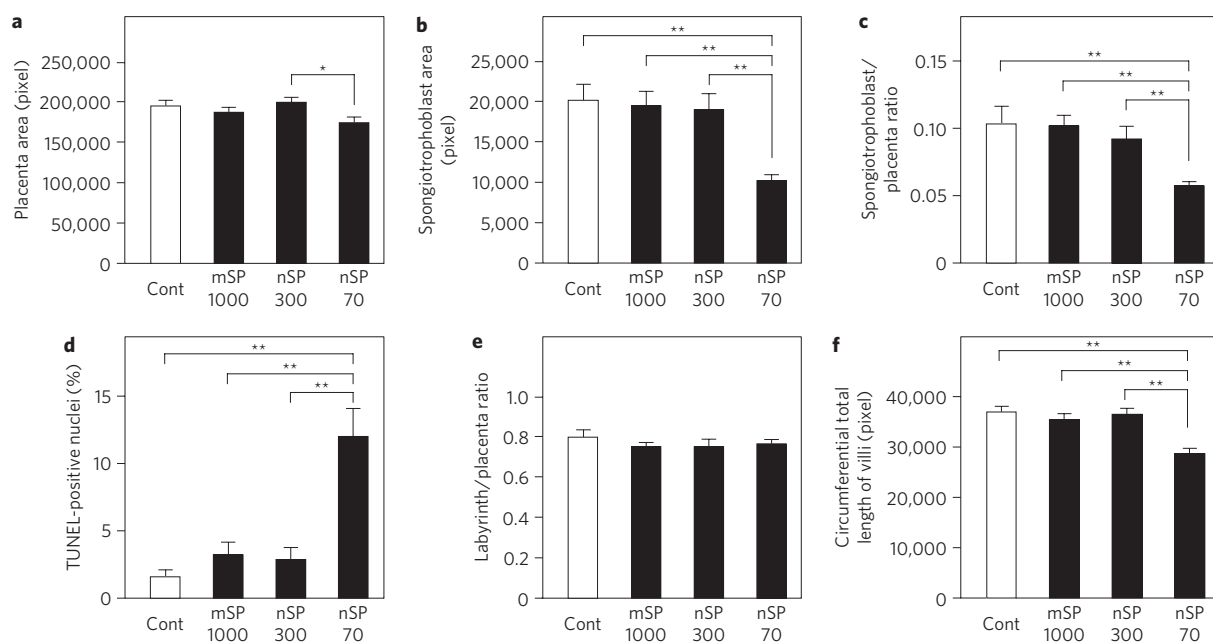 a
Placenta area (pixel)
250,000
200,000
150,000
100,000
50,000
0
*
Cont
mSP
1000
nSP
300
nSP
70
b
Spongiotrophoblast area
(pixel)
25,000
20,000
15,000
10,000
5,000
0
**
**
**
Cont
mSP
1000
nSP
300
nSP
70
c
Spongiotrophoblast/
placenta ratio
0.15
0.10
0.05
0
**
**
**
Cont
mSP
1000
nSP
300
nSP
70
d
TUNEL-positive nuclei (%)
15
10
5
0
**
**
**
Cont
mSP
1000
nSP
300
nSP
70
e
Labyrinth/placenta ratio
1.0
0.8
0.6
0.4
0.2
0
Cont
mSP
1000
nSP
300
nSP
70
f
Circumferential total
length of villi (pixel)
40,000
30,000
20,000
10,000
0
**
**
**
Cont
mSP
1000
nSP
300
nSP
70